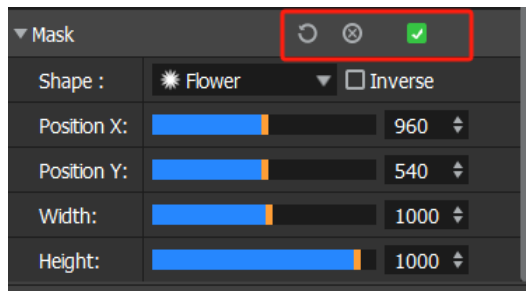 Mask
Shape : Flower Inverse
Position X: 960
Position Y: 540
Width: 1000
Height: 1000